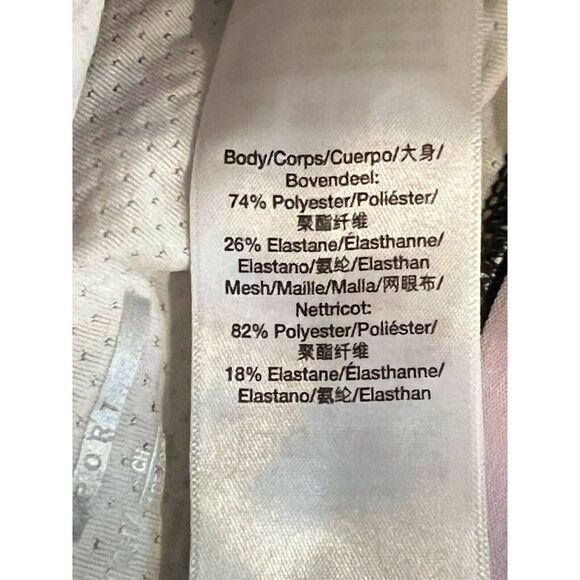 Body/Corps/Cuerpo/大身/
Bovendeel:
74% Polyester/Poliéster/
聚酯纤维
26% Elastane/Élasthanne/
Elastano/氨纶/Elasthan
Mesh/Maille/Malla/网眼布/
Nettricot:
82% Polyester/Poliéster/
聚酯纤维
18% Elastane/Élasthanne/
Elastano/氨纶/Elasthan
PORT